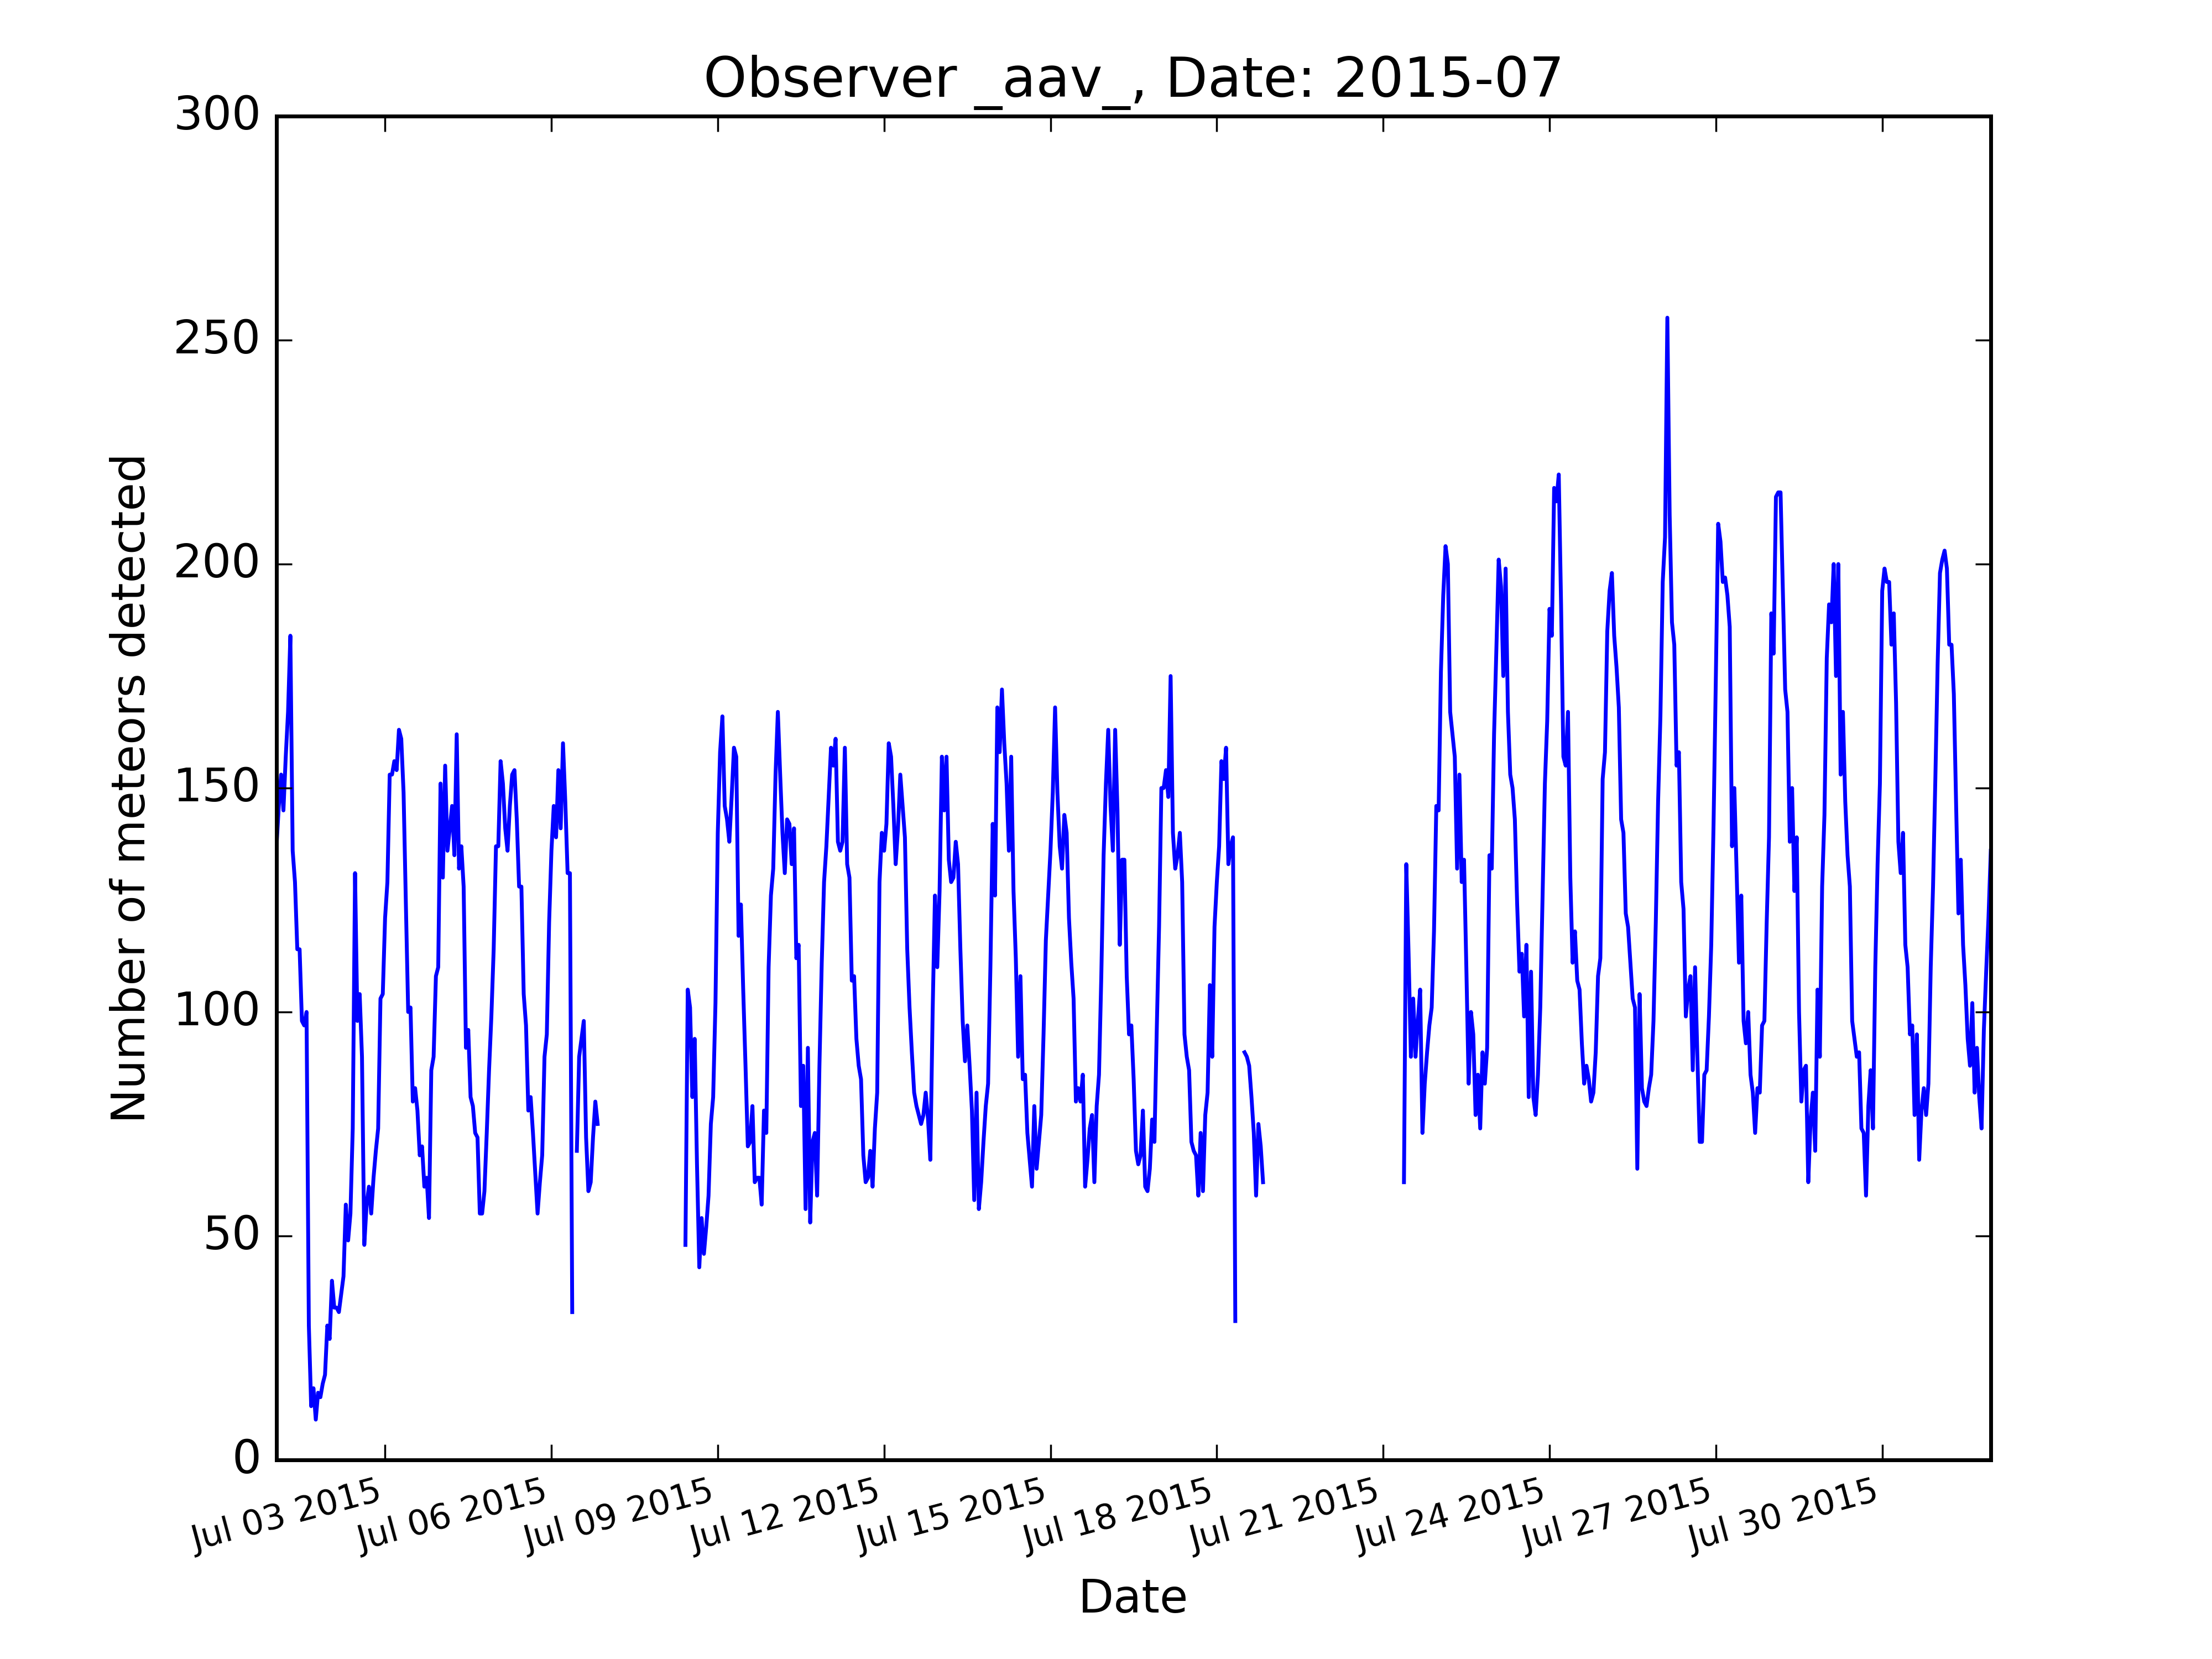 Observer _aav_, Date: 2015-07
300
250
200
150
100
50
0
Number of meteors detected
Jul 03 2015
Jul 06 2015
Jul 09 2015
Jul 12 2015
Jul 15 2015
Jul 18 2015
Jul 21 2015
Jul 24 2015
Jul 27 2015
Jul 30 2015
Date